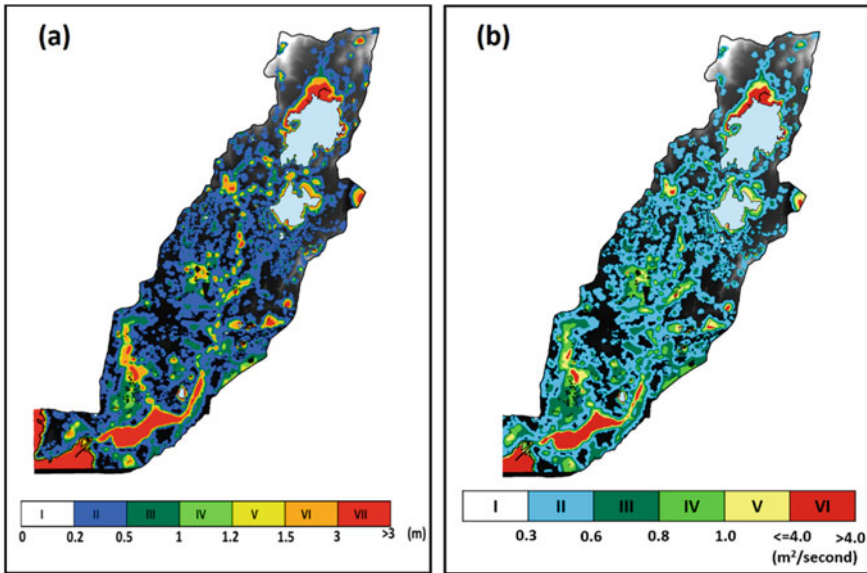 (a)
I II III IV V VI VII
0 0.2 0.5 1 1.2 1.5 3 >3 (m)
(b)
I II III IV V VI
0.3 0.6 0.8 1.0 <=4.0 >4.0
(m²/second)